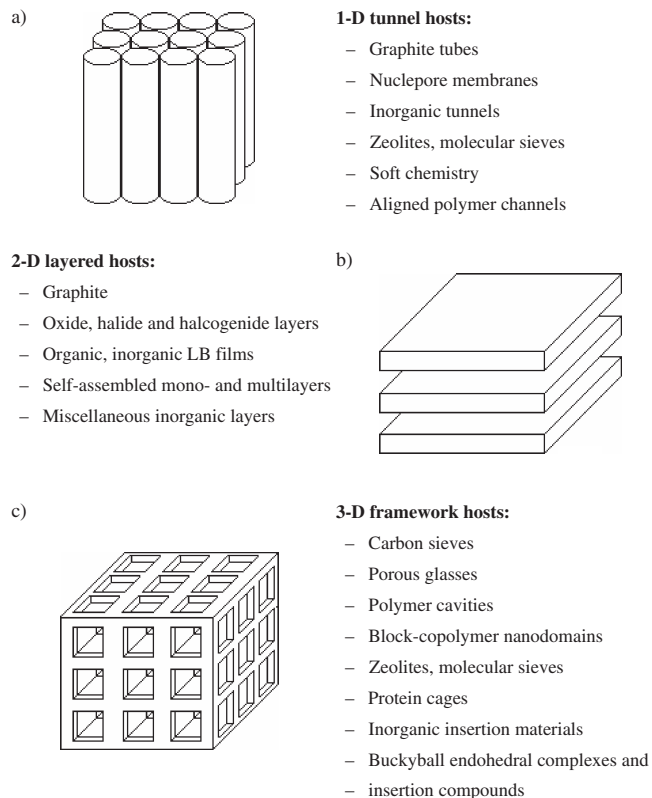 a)
1-D tunnel hosts:
– Graphite tubes
– Nuclepore membranes
– Inorganic tunnels
– Zeolites, molecular sieves
– Soft chemistry
– Aligned polymer channels
2-D layered hosts:
– Graphite
– Oxide, halide and halcogenide layers
– Organic, inorganic LB films
– Self-assembled mono- and multilayers
– Miscellaneous inorganic layers
b)
c)
3-D framework hosts:
– Carbon sieves
– Porous glasses
– Polymer cavities
– Block-copolymer nanodomains
– Zeolites, molecular sieves
– Protein cages
– Inorganic insertion materials
– Buckyball endohedral complexes and
– insertion compounds